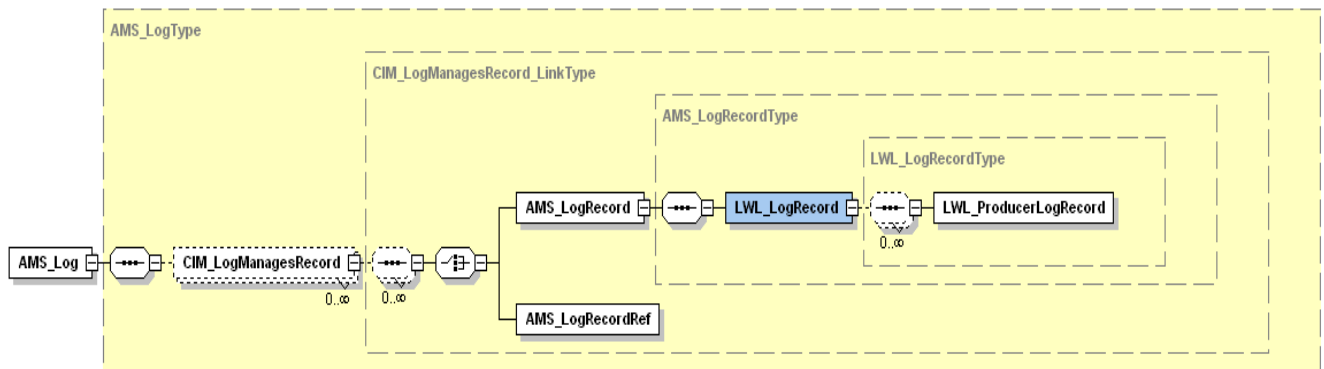 AMS_LogType
CIM_LogManagesRecord_LinkType
AMS_LogRecordType
LWL_LogRecordType
AMS_LogRecord
LWL_LogRecord
LWL_ProducerLogRecord
0..∞
AMS_Log
CIM_LogManagesRecord
0..∞
0..∞
AMS_LogRecordRef